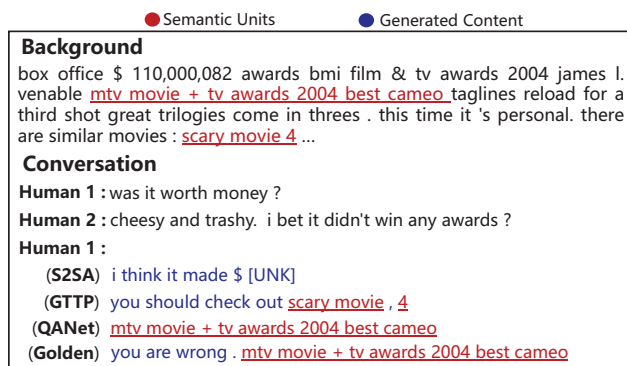 Semantic Units Generated Content
Background
box office $ 110,000,082 awards bmi film & tv awards 2004 james l.
venable mtv movie + tv awards 2004 best cameo taglines reload for a
third shot great trilogies come in threes . this time it 's personal. there
are similar movies : scary movie 4 ...
Conversation
Human 1 : was it worth money ?
Human 2 : cheesy and trashy. i bet it didn't win any awards ?
Human 1 :
(S2SA) i think it made $ [UNK]
(GTTP) you should check out scary movie , 4
(QANet) mtv movie + tv awards 2004 best cameo
(Golden) you are wrong . mtv movie + tv awards 2004 best cameo